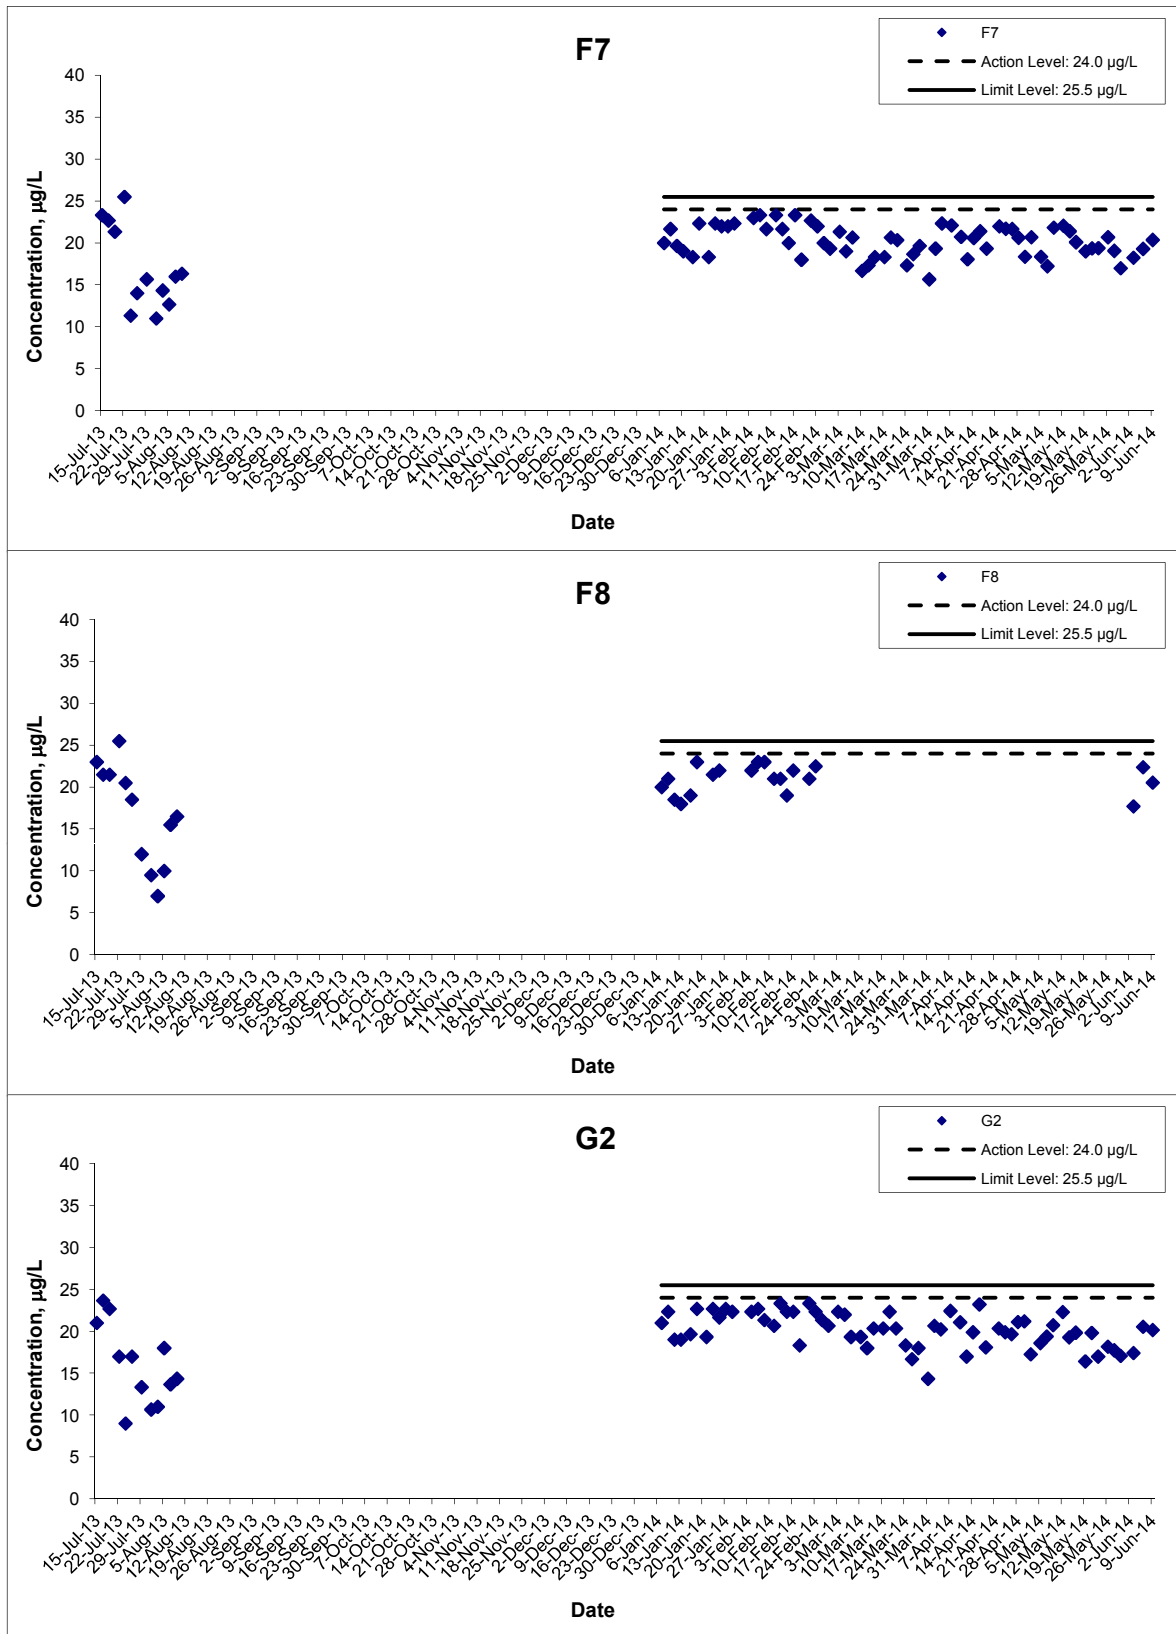 F7
F7
Action Level: 24.0 µg/L
Limit Level: 25.5 µg/L
Concentration, µg/L
40
35
30
25
20
15
10
5
0
15-Jul-13
22-Jul-13
29-Jul-13
5-Aug-13
12-Aug-13
19-Aug-13
26-Aug-13
2-Sep-13
9-Sep-13
16-Sep-13
23-Sep-13
30-Sep-13
7-Oct-13
14-Oct-13
21-Oct-13
28-Oct-13
4-Nov-13
11-Nov-13
18-Nov-13
25-Nov-13
2-Dec-13
9-Dec-13
16-Dec-13
23-Dec-13
30-Dec-13
6-Jan-14
13-Jan-14
20-Jan-14
27-Jan-14
3-Feb-14
10-Feb-14
17-Feb-14
24-Feb-14
3-Mar-14
10-Mar-14
17-Mar-14
24-Mar-14
31-Mar-14
7-Apr-14
14-Apr-14
21-Apr-14
28-Apr-14
5-May-14
12-May-14
19-May-14
26-May-14
2-Jun-14
9-Jun-14
Date
F8
F8
Action Level: 24.0 µg/L
Limit Level: 25.5 µg/L
Concentration, µg/L
40
35
30
25
20
15
10
5
0
15-Jul-13
22-Jul-13
29-Jul-13
5-Aug-13
12-Aug-13
19-Aug-13
26-Aug-13
2-Sep-13
9-Sep-13
16-Sep-13
23-Sep-13
30-Sep-13
7-Oct-13
14-Oct-13
21-Oct-13
28-Oct-13
4-Nov-13
11-Nov-13
18-Nov-13
25-Nov-13
2-Dec-13
9-Dec-13
16-Dec-13
23-Dec-13
30-Dec-13
6-Jan-14
13-Jan-14
20-Jan-14
27-Jan-14
3-Feb-14
10-Feb-14
17-Feb-14
24-Feb-14
3-Mar-14
10-Mar-14
17-Mar-14
24-Mar-14
31-Mar-14
7-Apr-14
14-Apr-14
21-Apr-14
28-Apr-14
5-May-14
12-May-14
19-May-14
26-May-14
2-Jun-14
9-Jun-14
Date
G2
G2
Action Level: 24.0 µg/L
Limit Level: 25.5 µg/L
Concentration, µg/L
40
35
30
25
20
15
10
5
0
15-Jul-13
22-Jul-13
29-Jul-13
5-Aug-13
12-Aug-13
19-Aug-13
26-Aug-13
2-Sep-13
9-Sep-13
16-Sep-13
23-Sep-13
30-Sep-13
7-Oct-13
14-Oct-13
21-Oct-13
28-Oct-13
4-Nov-13
11-Nov-13
18-Nov-13
25-Nov-13
2-Dec-13
9-Dec-13
16-Dec-13
23-Dec-13
30-Dec-13
6-Jan-14
13-Jan-14
20-Jan-14
27-Jan-14
3-Feb-14
10-Feb-14
17-Feb-14
24-Feb-14
3-Mar-14
10-Mar-14
17-Mar-14
24-Mar-14
31-Mar-14
7-Apr-14
14-Apr-14
21-Apr-14
28-Apr-14
5-May-14
12-May-14
19-May-14
26-May-14
2-Jun-14
9-Jun-14
Date